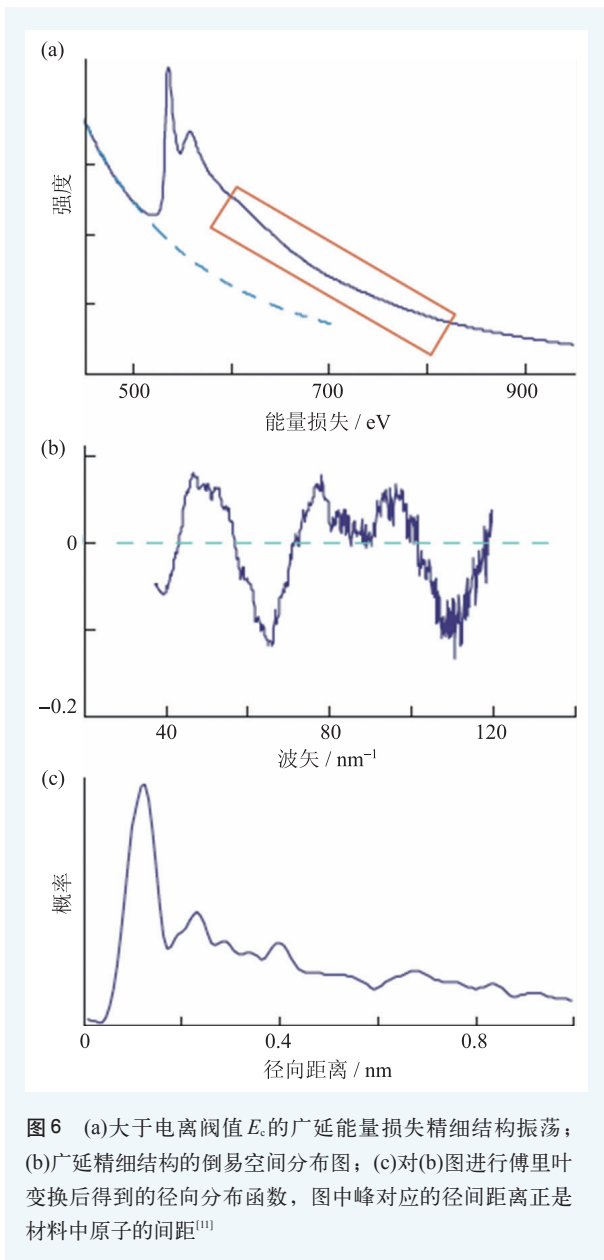 (a)
强度
500
700
900
能量损失 / eV
(b)
0
−0.2
40
80
120
波矢 / nm⁻¹
(c)
概率
0
0.4
0.8
径向距离 / nm
图6 (a)大于电离阀值Ec的广延能量损失精细结构振荡；
(b)广延精细结构的倒易空间分布图；(c)对(b)图进行傅里叶
变换后得到的径向分布函数，图中峰对应的径间距离正是
材料中原子的间距[11]